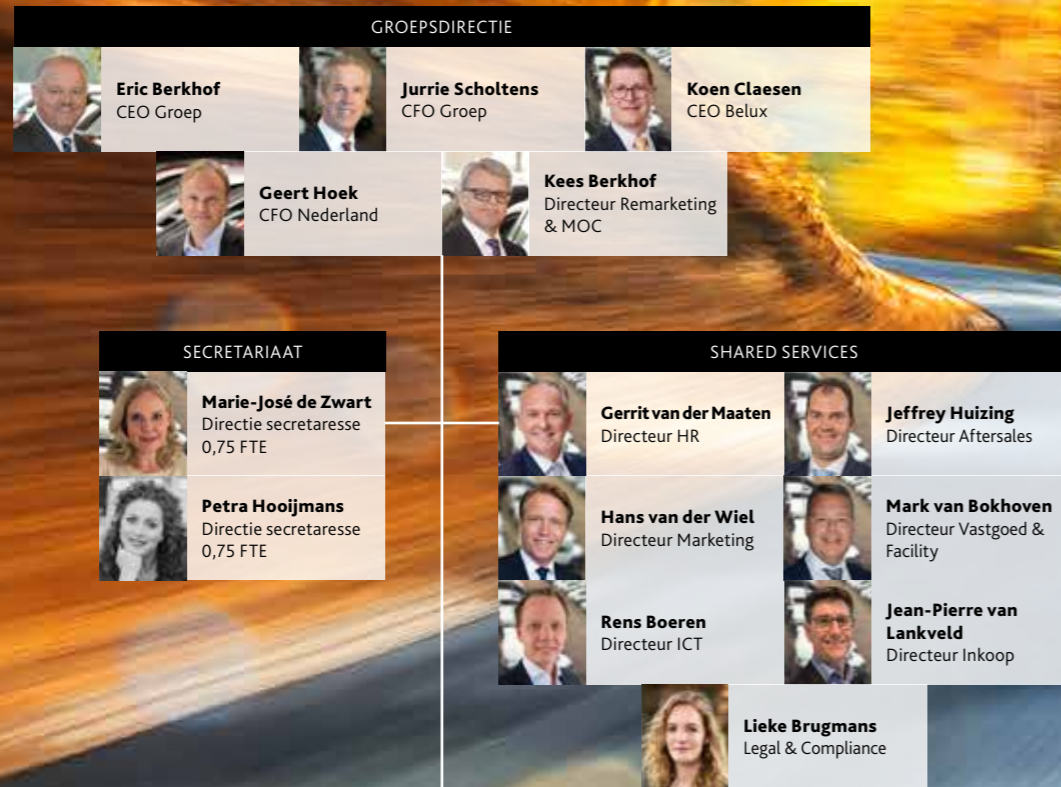 GROEPSDIRECTIE
Eric Berkhof
CEO Groep
Jurrie Scholtens
CFO Groep
Koen Claesen
CEO Belux
Geert Hoek
CFO Nederland
Kees Berkhof
Directeur Remarketing
& MOC
SECRETARIAAT
Marie-José de Zwart
Directie secretaresse
0,75 FTE
Petra Hooijmans
Directie secretaresse
0,75 FTE
SHARED SERVICES
Gerrit van der Maaten
Directeur HR
Jeffrey Huizing
Directeur Aftersales
Hans van der Wiel
Directeur Marketing
Mark van Bokhoven
Directeur Vastgoed &
Facility
Rens Boeren
Directeur ICT
Jean-Pierre van
Lankveld
Directeur Inkoop
Lieke Brugmans
Legal & Compliance